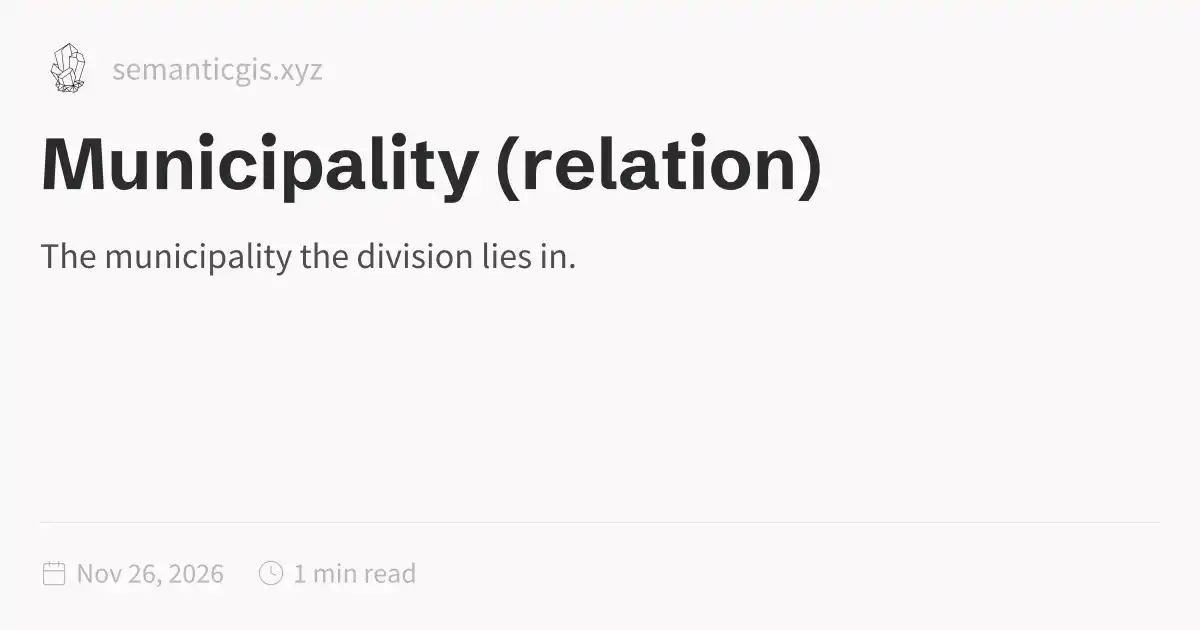 semanticgis.xyz
Municipality (relation)
The municipality the division lies in.
Nov 26, 2026 1 min read